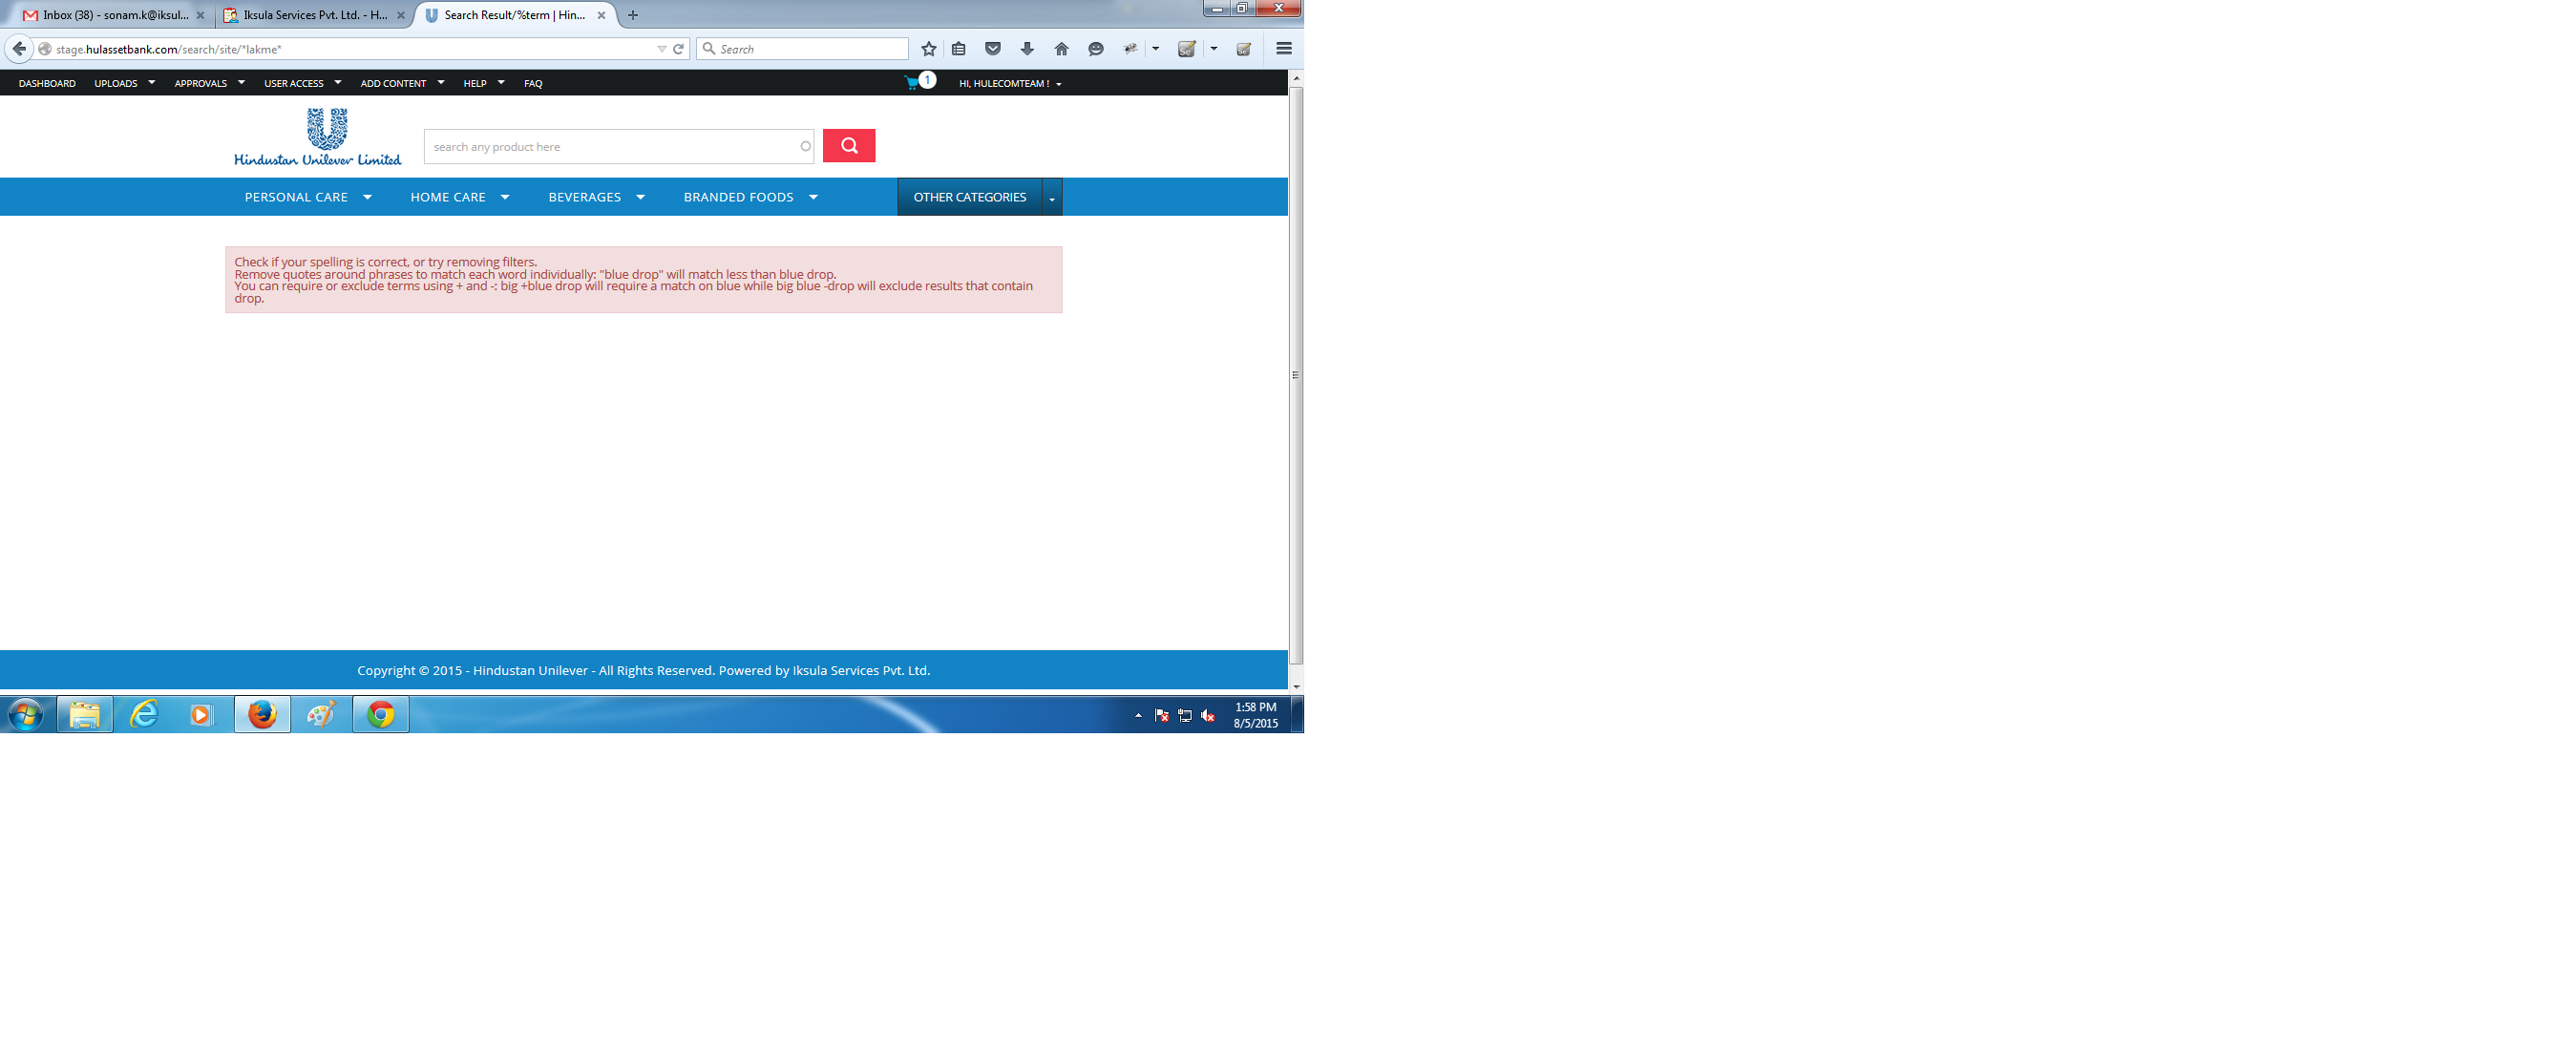 Inbox (38) - sonam.k@iksul...
Iksula Services Pvt. Ltd. - H...
Search Result/%term | Hin...
stage.hulassetbank.com/search/site/*lakme*
Search
DASHBOARD UPLOADS APPROVALS USER ACCESS ADD CONTENT HELP FAQ 1 HI, HULECOMTEAM !
Hindustan Unilever Limited
search any product here
PERSONAL CARE HOME CARE BEVERAGES BRANDED FOODS OTHER CATEGORIES
Check if your spelling is correct, or try removing filters.
Remove quotes around phrases to match each word individually: "blue drop" will match less than blue drop.
You can require or exclude terms using + and -: big +blue drop will require a match on blue while big blue -drop will exclude results that contain
drop.
Copyright © 2015 - Hindustan Unilever - All Rights Reserved. Powered by Iksula Services Pvt. Ltd.
1:58 PM
8/5/2015